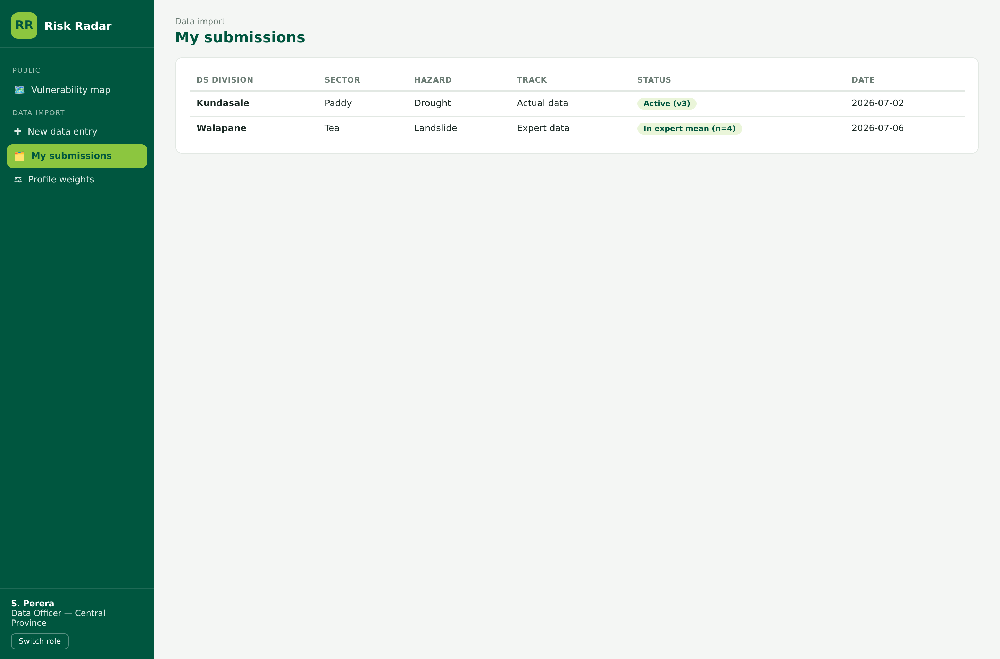 RR Risk Radar
PUBLIC
Vulnerability map
DATA IMPORT
New data entry
My submissions
Profile weights
S. Perera
Data Officer — Central
Province
Switch role
Data import
My submissions
DS DIVISION SECTOR HAZARD TRACK STATUS DATE
Kundasale Paddy Drought Actual data Active (v3) 2026-07-02
Walapane Tea Landslide Expert data In expert mean (n=4) 2026-07-06